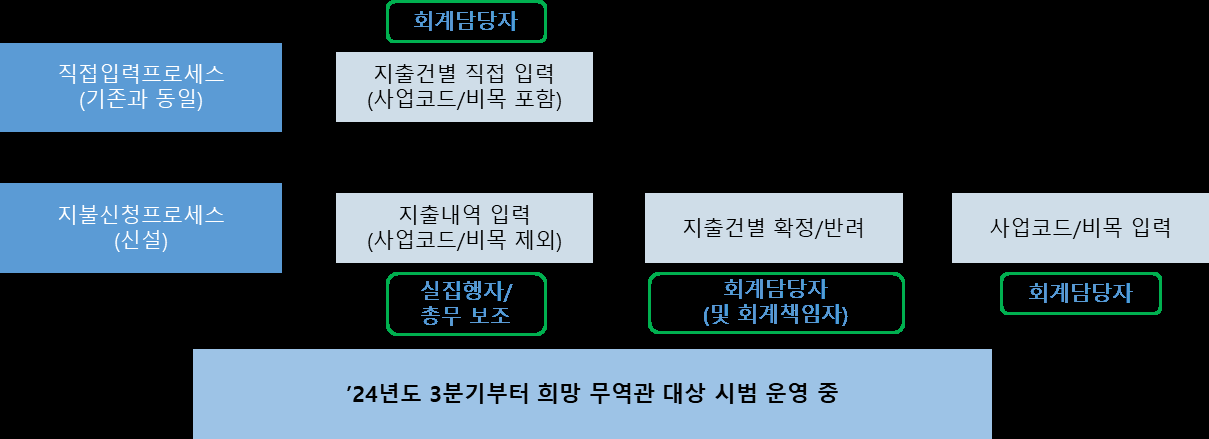 회계담당자
직접입력프로세스
(기존과 동일)
지출건별 직접 입력
(사업코드/비목 포함)
지불신청프로세스
(신설)
지출내역 입력
(사업코드/비목 제외)
지출건별 확정/반려
사업코드/비목 입력
실집행자/
총무 보조
회계담당자
(및 회계책임자)
회계담당자
’24년도 3분기부터 희망 무역관 대상 시범 운영 중